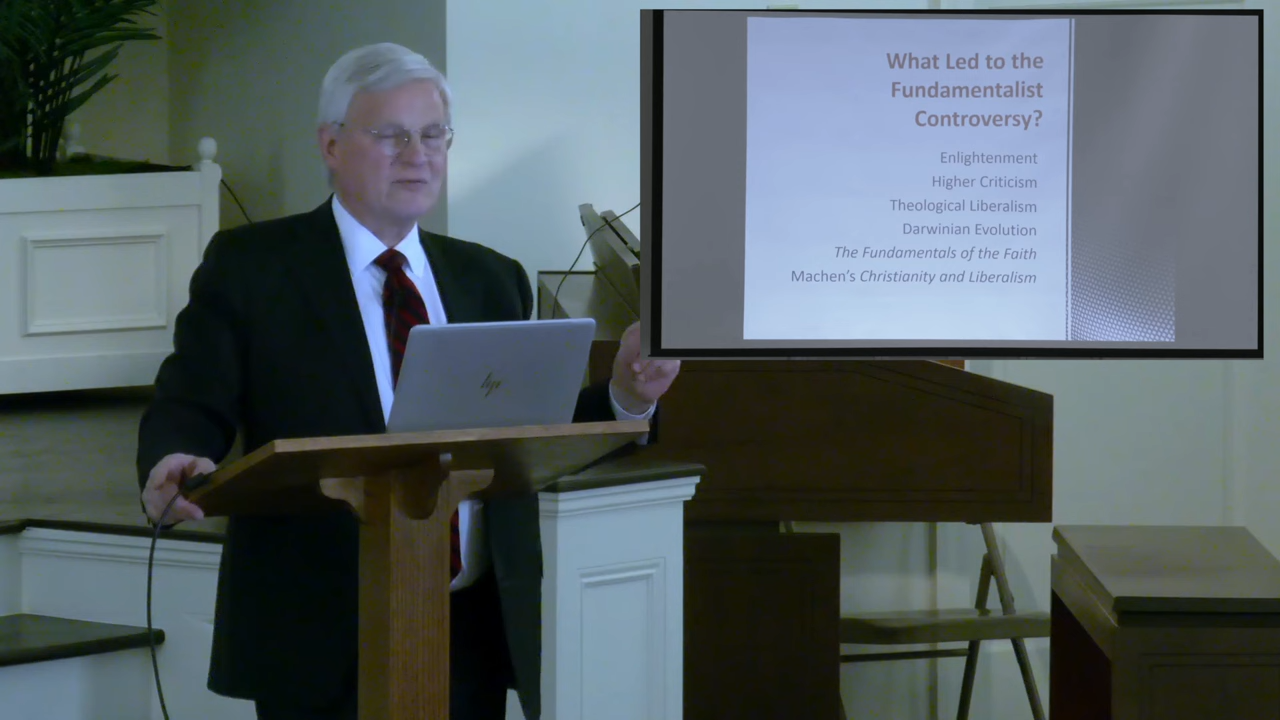 What Led to the
Fundamentalist
Controversy?
Enlightenment
Higher Criticism
Theological Liberalism
Darwinian Evolution
The Fundamentals of the Faith
Machen's Christianity and Liberalism
hp